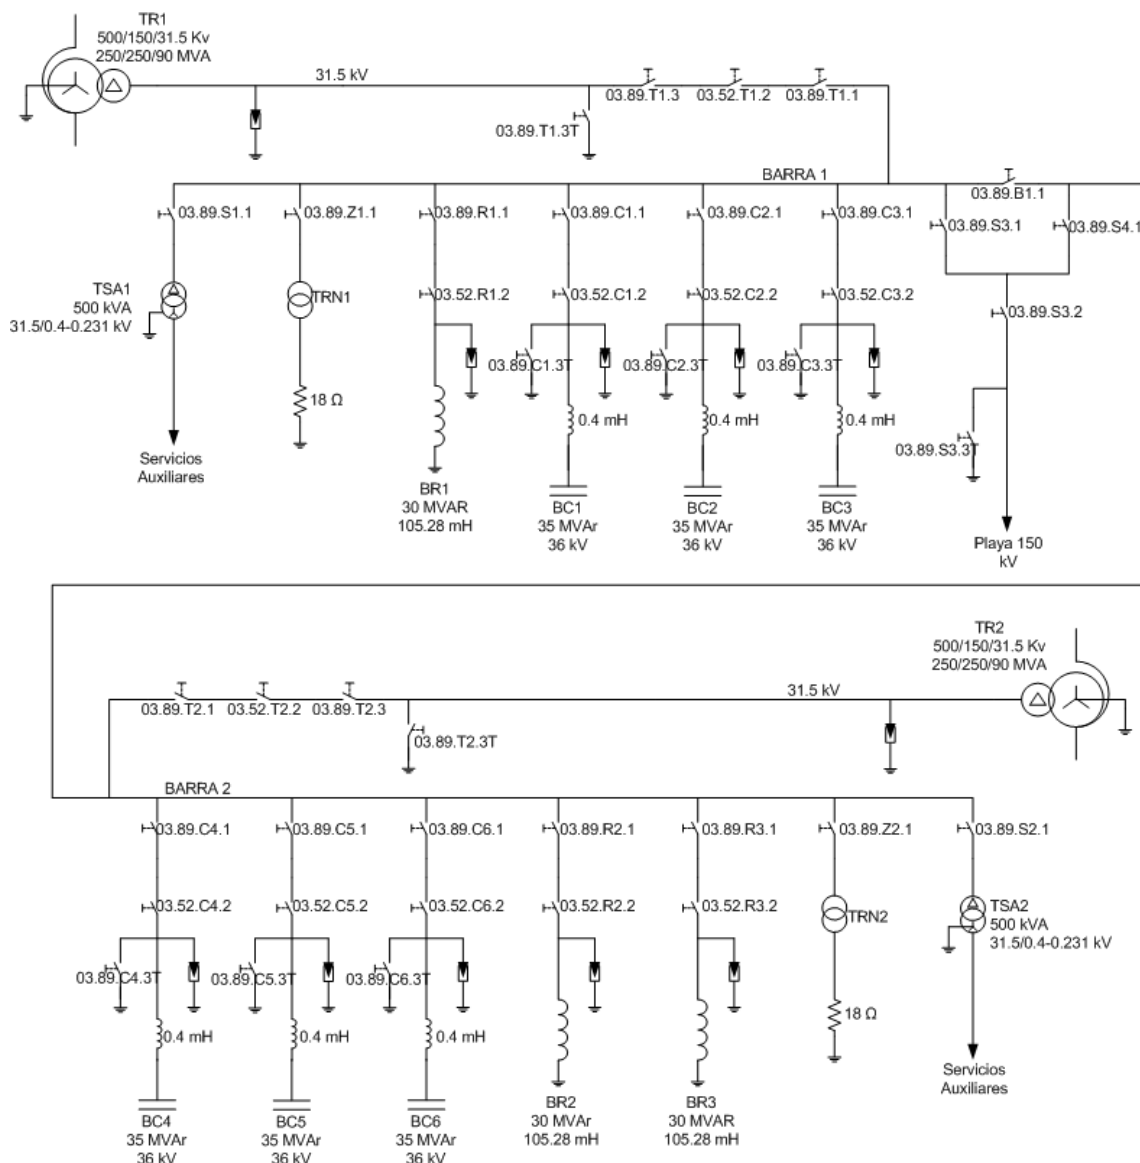 TR1
500/150/31.5 Kv
250/250/90 MVA
31.5 kV
03.89.T1.3
03.52.T1.2
03.89.T1.1
03.89.T1.3T
BARRA 1
03.89.B1.1
03.89.S1.1
03.89.Z1.1
03.89.R1.1
03.89.C1.1
03.89.C2.1
03.89.C3.1
03.89.S3.1
03.89.S4.1
TSA1
500 kVA
31.5/0.4-0.231 kV
TRN1
03.52.R1.2
03.52.C1.2
03.52.C2.2
03.52.C3.2
03.89.S3.2
03.89.C1.3T
03.89.C2.3T
03.89.C3.3T
18 Ω
0.4 mH
0.4 mH
0.4 mH
03.89.S3.3T
Servicios
Auxiliares
BR1
30 MVAR
105.28 mH
BC1
35 MVAr
36 kV
BC2
35 MVAr
36 kV
BC3
35 MVAr
36 kV
Playa 150
kV
TR2
500/150/31.5 Kv
250/250/90 MVA
31.5 kV
03.89.T2.1
03.52.T2.2
03.89.T2.3
03.89.T2.3T
BARRA 2
03.89.C4.1
03.89.C5.1
03.89.C6.1
03.89.R2.1
03.89.R3.1
03.89.Z2.1
03.89.S2.1
03.52.C4.2
03.52.C5.2
03.52.C6.2
03.52.R2.2
03.52.R3.2
TRN2
TSA2
500 kVA
31.5/0.4-0.231 kV
03.89.C4.3T
03.89.C5.3T
03.89.C6.3T
0.4 mH
0.4 mH
0.4 mH
18 Ω
BC4
35 MVAr
36 kV
BC5
35 MVAr
36 kV
BC6
35 MVAr
36 kV
BR2
30 MVAr
105.28 mH
BR3
30 MVAR
105.28 mH
Servicios
Auxiliares